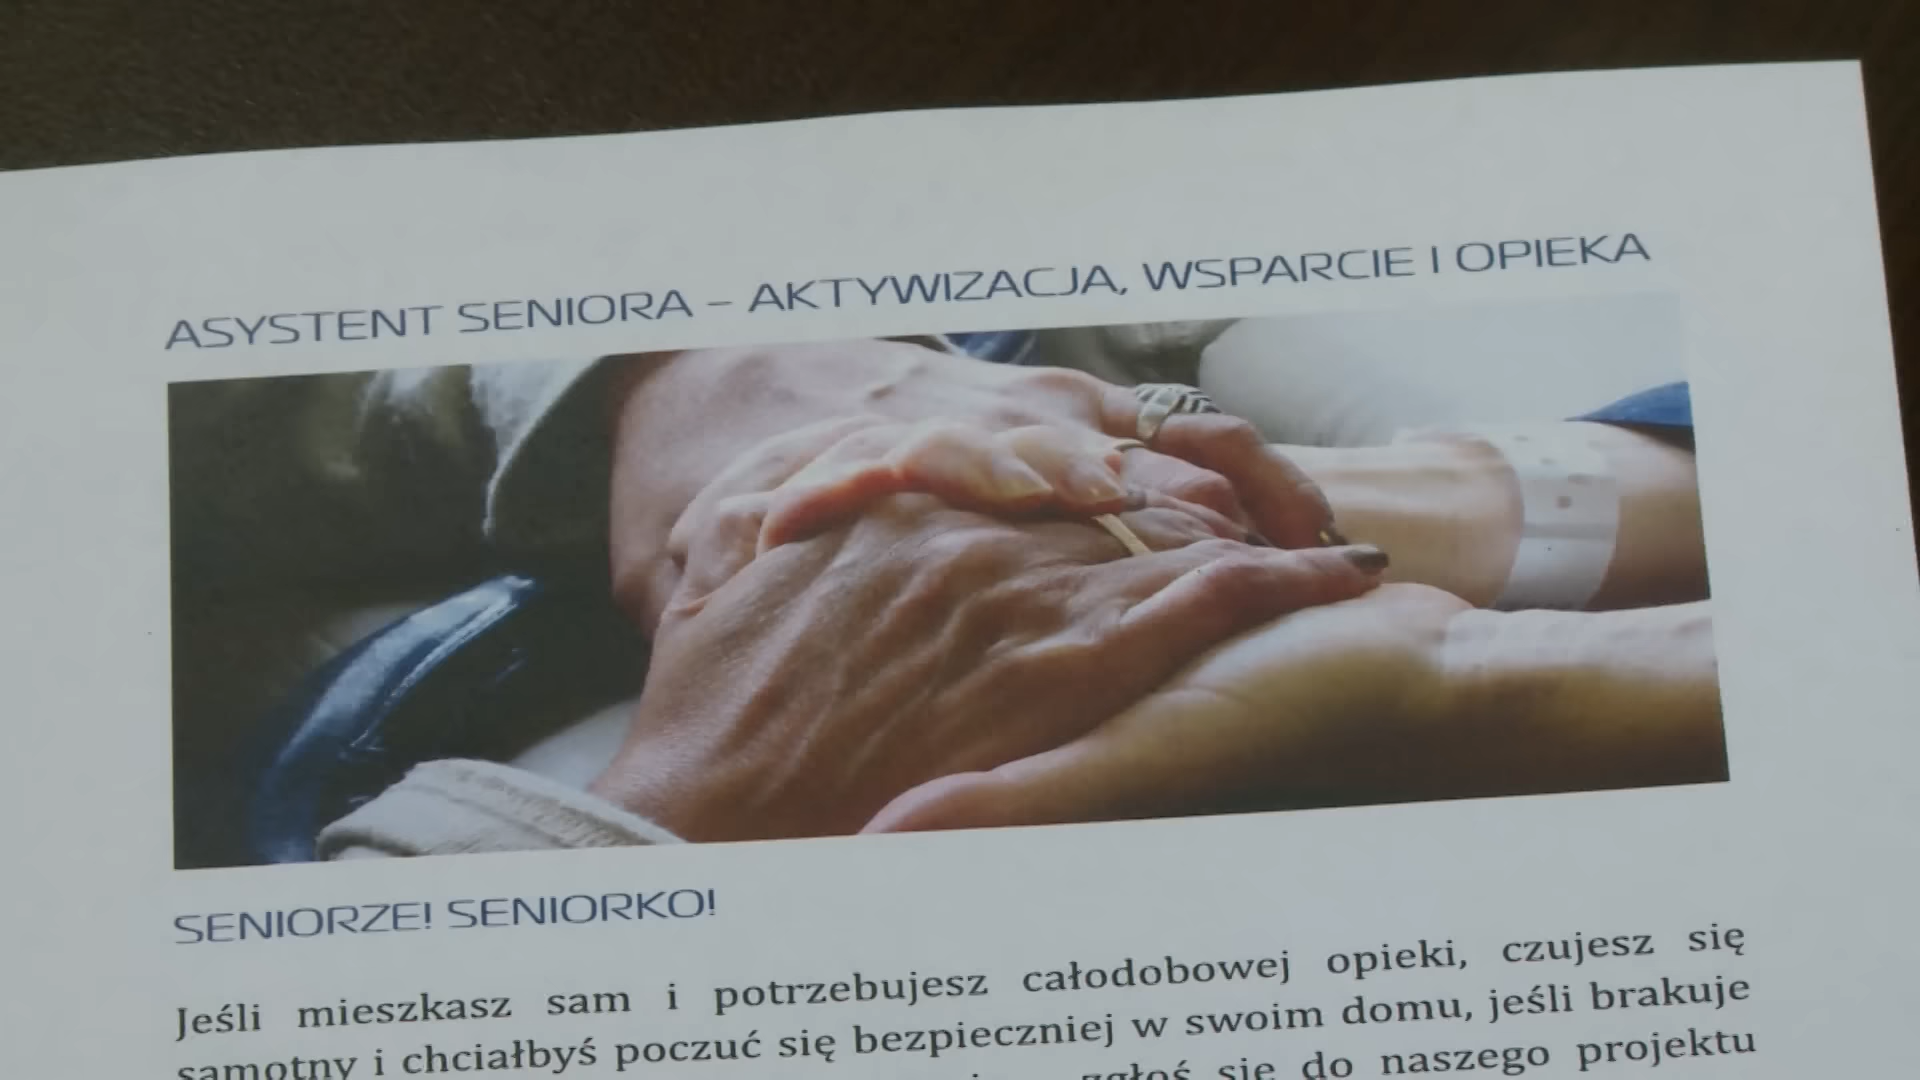 ASYSTENT SENIORA – AKTYWIZACJA, WSPARCIE I OPIEKA
SENIORZE! SENIORKO!
Jeśli mieszkasz sam i potrzebujesz całodobowej opieki, czujesz się
samotny i chciałbyś poczuć się bezpieczniej w swoim domu, jeśli brakuje
zgłoś się do naszego projektu